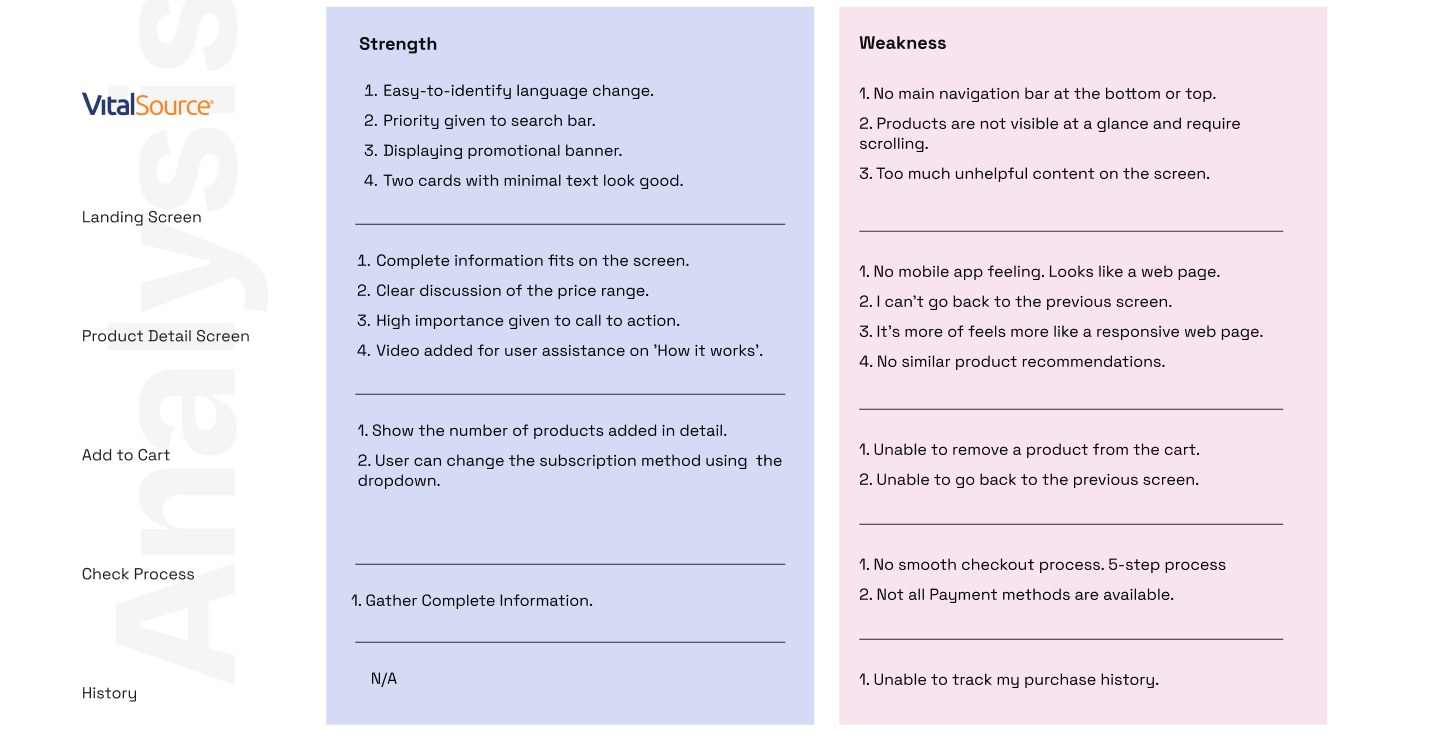 Analysis
VitalSource®
Landing Screen
Product Detail Screen
Add to Cart
Check Process
History
Strength
1. Easy-to-identify language change.
2. Priority given to search bar.
3. Displaying promotional banner.
4. Two cards with minimal text look good.
1. Complete information fits on the screen.
2. Clear discussion of the price range.
3. High importance given to call to action.
4. Video added for user assistance on 'How it works'.
1. Show the number of products added in detail.
2. User can change the subscription method using the
dropdown.
1. Gather Complete Information.
N/A
Weakness
1. No main navigation bar at the bottom or top.
2. Products are not visible at a glance and require
scrolling.
3. Too much unhelpful content on the screen.
1. No mobile app feeling. Looks like a web page.
2. I can't go back to the previous screen.
3. It's more of feels more like a responsive web page.
4. No similar product recommendations.
1. Unable to remove a product from the cart.
2. Unable to go back to the previous screen.
1. No smooth checkout process. 5-step process
2. Not all Payment methods are available.
1. Unable to track my purchase history.